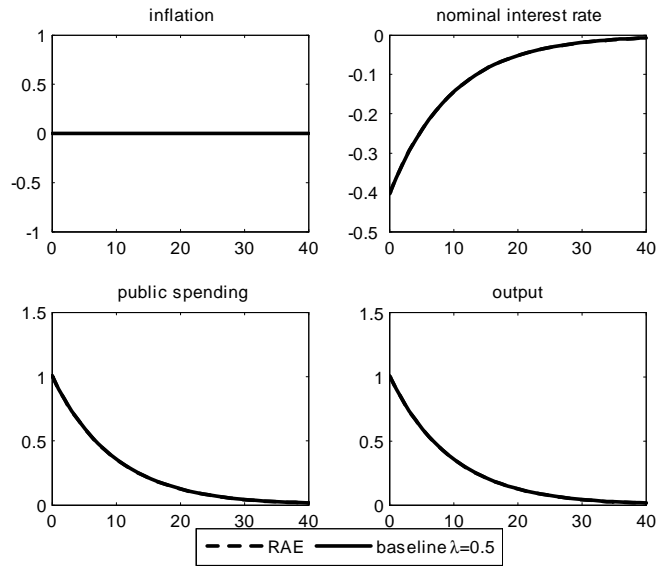 inflation
1
0.5
0
-0.5
-1
0 10 20 30 40
nominal interest rate
0
-0.1
-0.2
-0.3
-0.4
-0.5
0 10 20 30 40
public spending
1.5
1
0.5
0
0 10 20 30 40
output
1.5
1
0.5
0
0 10 20 30 40
RAE baseline λ=0.5